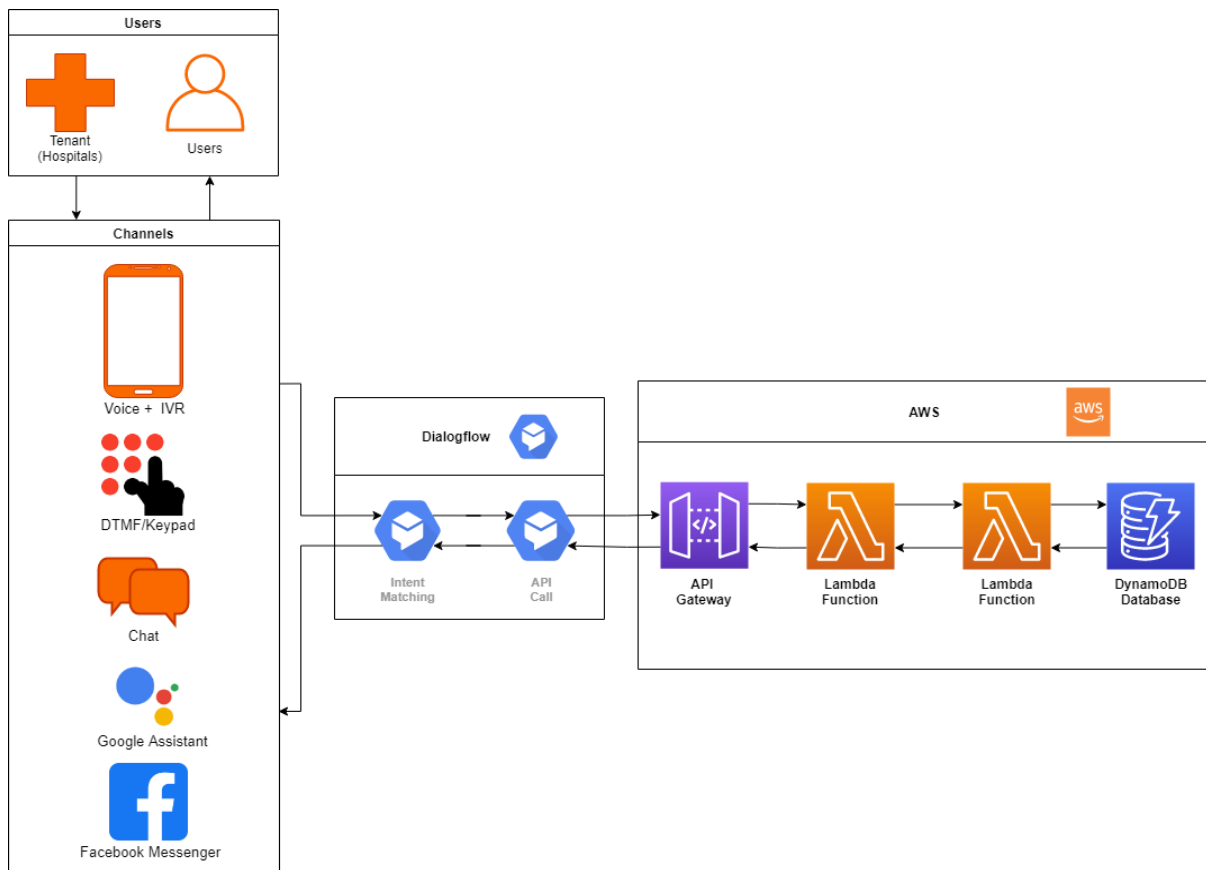 Users
Tenant
(Hospitals)
Users
Channels
Voice + IVR
DTMF/Keypad
Chat
Google Assistant
Facebook Messenger
Dialogflow
Intent
Matching
API
Call
AWS
aws
</>
API
Gateway
Lambda
Function
Lambda
Function
DynamoDB
Database